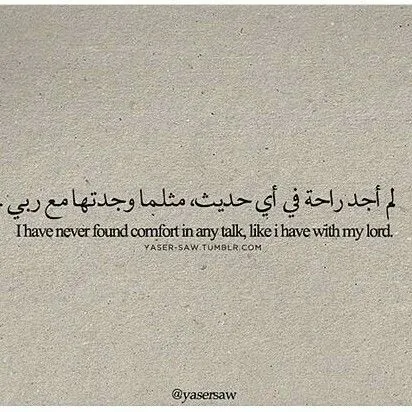 لم أجد راحة في أي حديث، مثلما وجدتها مع ربي .
I have never found comfort in any talk, like i have with my lord.
YASER-SAW.TUMBLR.COM
@yasersaw